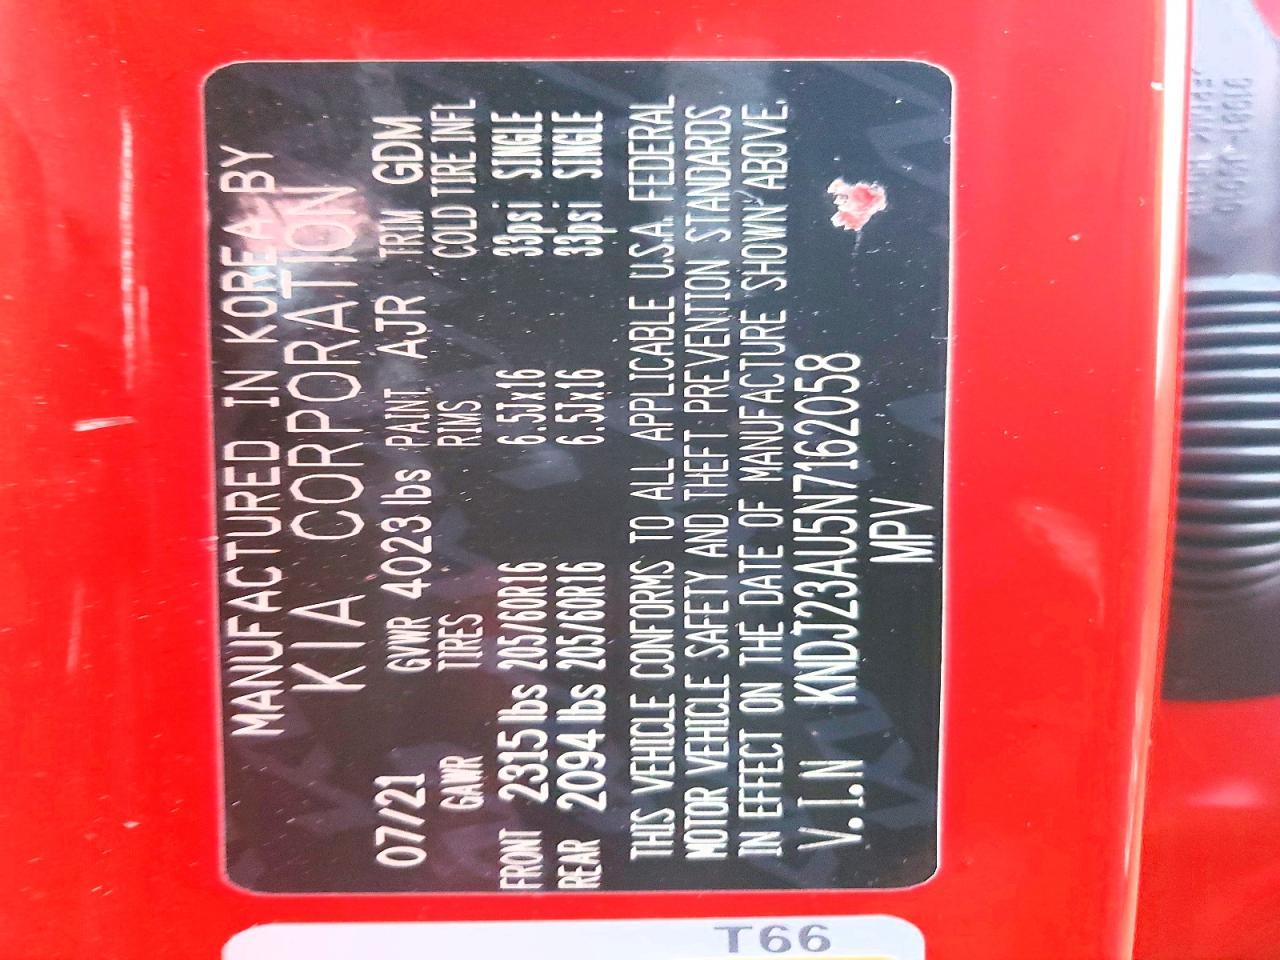 MANUFACTURED IN KOREA BY
KIA CORPORATION
07/21 GVWR 4023 lbs PAINT AJR TRIM GDM
GAWR TIRES RIMS COLD TIRE INFL
FRONT 2315 lbs 205/60R16 6.5Jx16 33psi SINGLE
REAR 2094 lbs 205/60R16 6.5Jx16 33psi SINGLE
THIS VEHICLE CONFORMS TO ALL APPLICABLE U.S.A. FEDERAL
MOTOR VEHICLE SAFETY AND THEFT PREVENTION STANDARDS
IN EFFECT ON THE DATE OF MANUFACTURE SHOWN ABOVE.
V.I.N KNDJ23AU5N7162058
MPV
T66